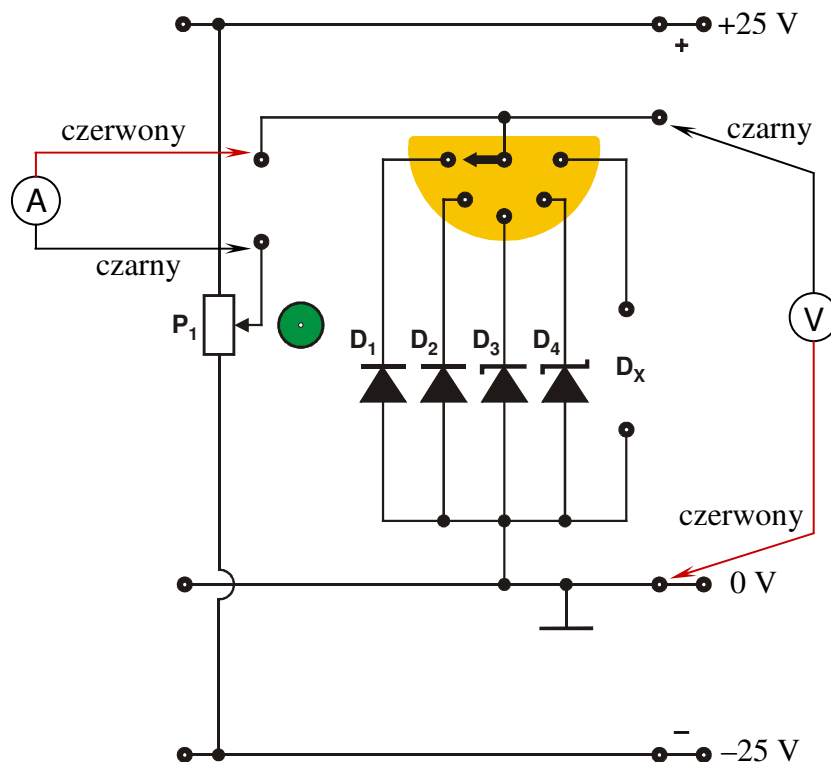 +25 V
+
czerwony
czarny
A
czarny
P1
D1
D2
D3
D4
DX
V
czerwony
0 V
–
–25 V